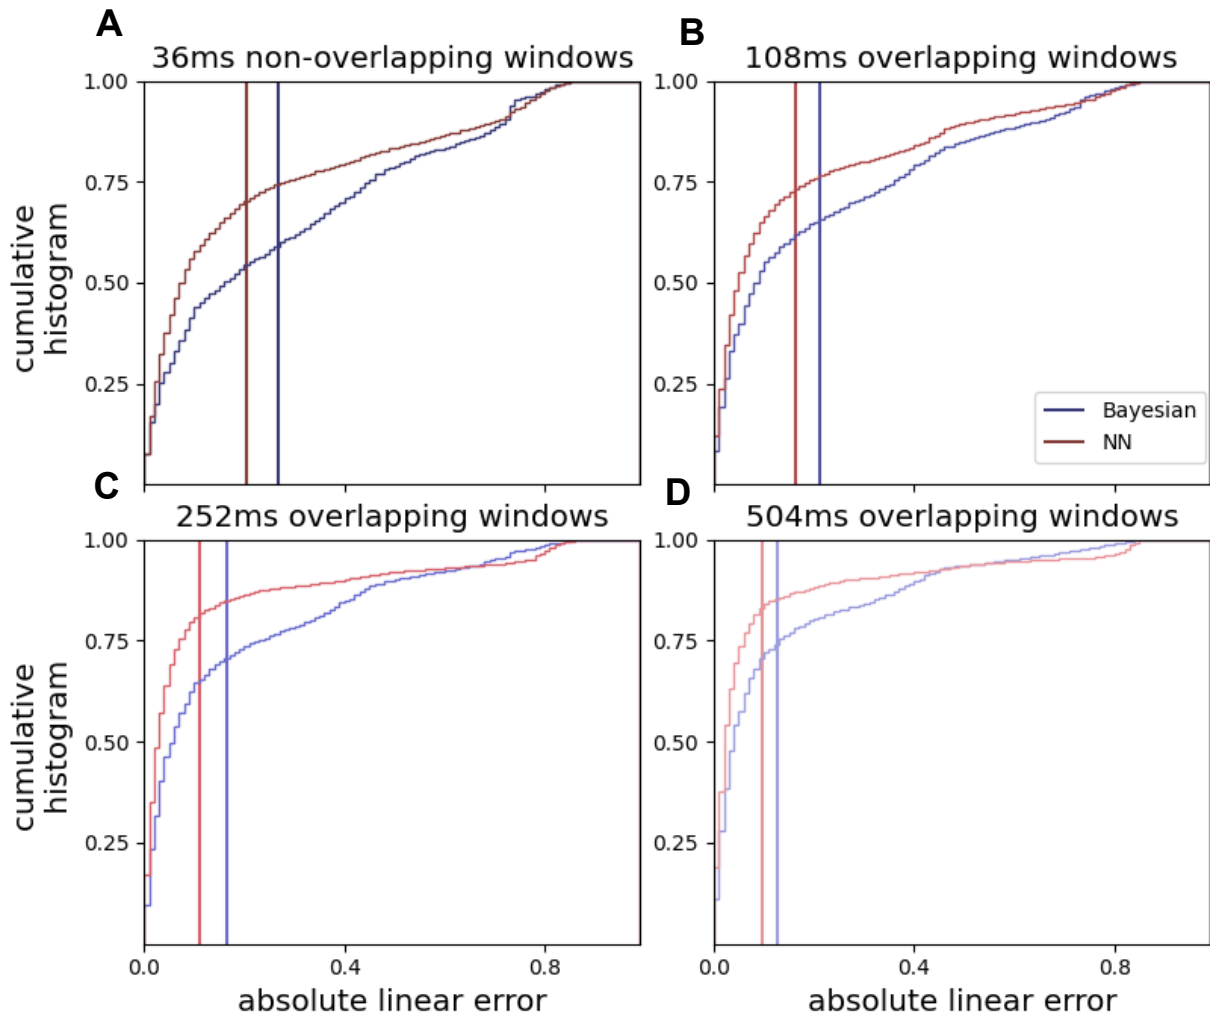 A
B
36ms non-overlapping windows
108ms overlapping windows
1.00
0.75
0.50
0.25
cumulative
histogram
1.00
0.75
0.50
0.25
Bayesian
NN
C
D
252ms overlapping windows
504ms overlapping windows
1.00
0.75
0.50
0.25
cumulative
histogram
0.0
0.4
0.8
absolute linear error
1.00
0.75
0.50
0.25
0.0
0.4
0.8
absolute linear error